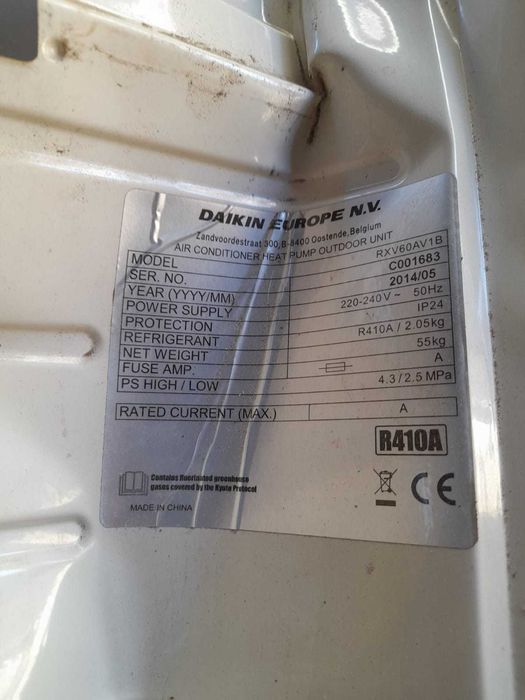 DAIKIN EUROPE N.V.
Zandvoordestraat 300, B-8400 Oostende, Belgium
AIR CONDITIONER HEAT PUMP OUTDOOR UNIT
MODEL RXV60AV1B
SER. NO. C001683
YEAR (YYYY/MM) 2014/05
POWER SUPPLY 220-240V ~ 50Hz
PROTECTION IP24
REFRIGERANT R410A / 2.05kg
NET WEIGHT 55kg
FUSE AMP. A
PS HIGH / LOW 4.3 / 2.5 MPa
RATED CURRENT (MAX.) A
R410A
Contains fluorinated greenhouse
gases covered by the Kyoto Protocol
CE
MADE IN CHINA